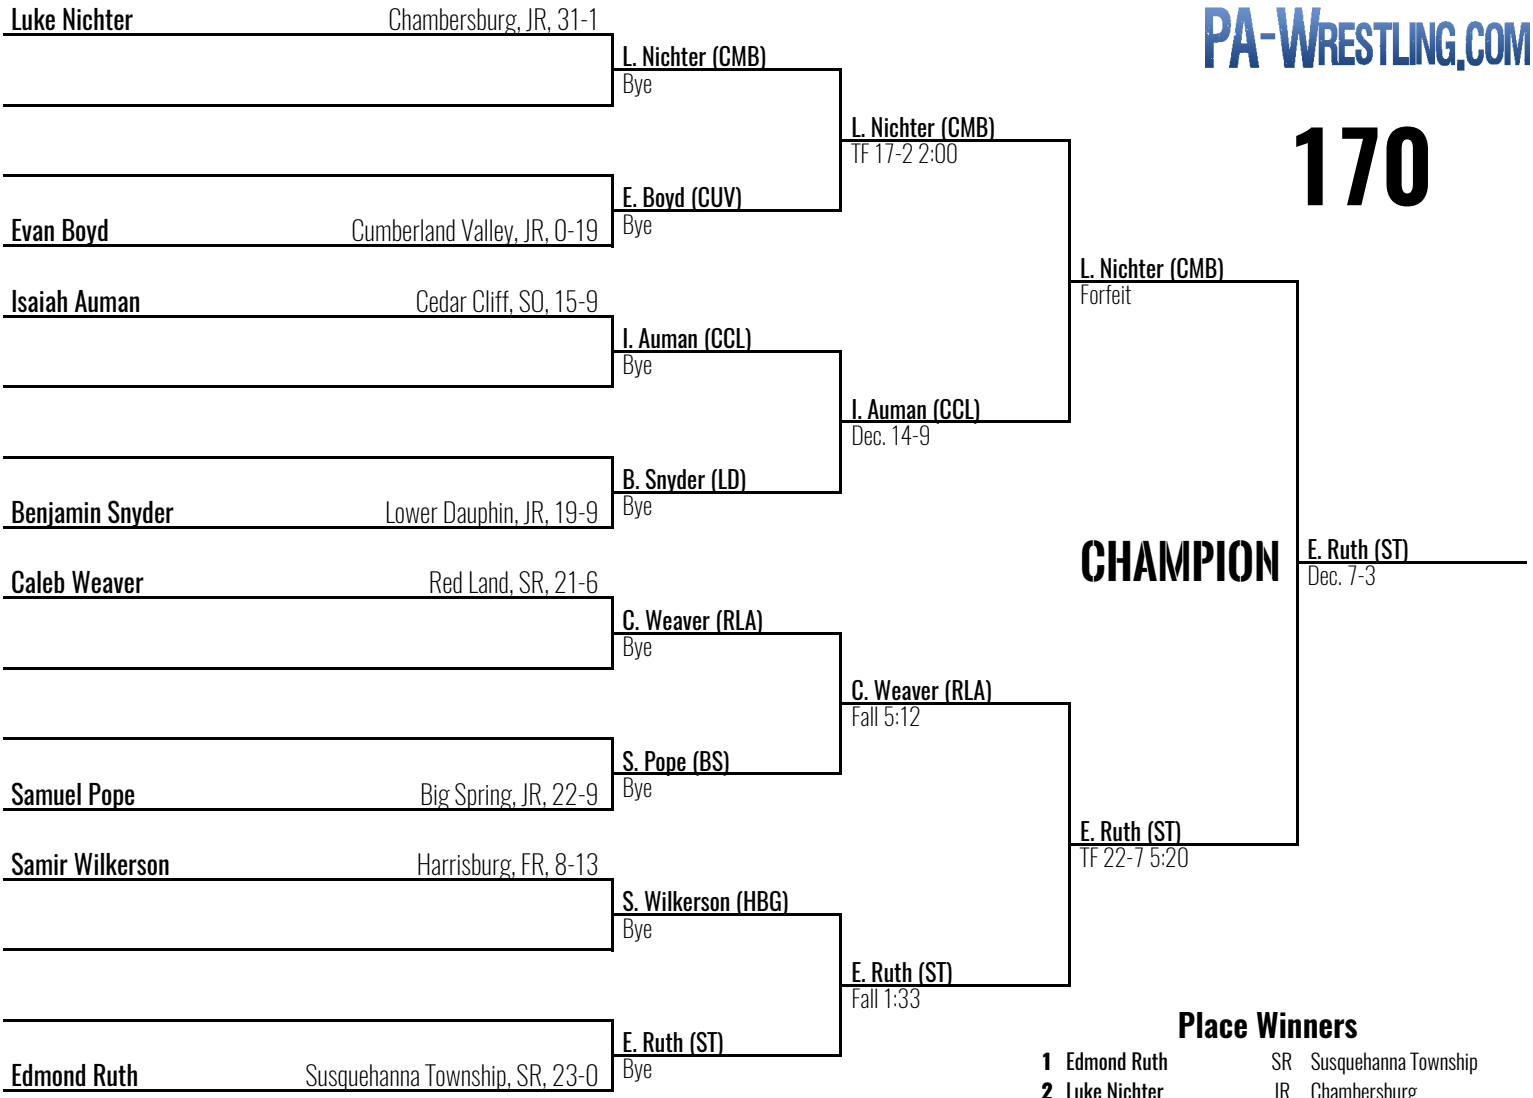 Luke Nichter Chambersburg, JR, 31-1
L. Nichter (CMB)
Bye
L. Nichter (CMB)
TF 17-2 2:00
E. Boyd (CUV)
Bye
Evan Boyd Cumberland Valley, JR, 0-19
PA-WRESTLING.COM
170
L. Nichter (CMB)
Forfeit
Isaiah Auman Cedar Cliff, SO, 15-9
I. Auman (CCL)
Bye
I. Auman (CCL)
Dec. 14-9
B. Snyder (LD)
Bye
Benjamin Snyder Lower Dauphin, JR, 19-9
CHAMPION
E. Ruth (ST)
Dec. 7-3
Caleb Weaver Red Land, SR, 21-6
C. Weaver (RLA)
Bye
C. Weaver (RLA)
Fall 5:12
S. Pope (BS)
Bye
Samuel Pope Big Spring, JR, 22-9
E. Ruth (ST)
TF 22-7 5:20
Samir Wilkerson Harrisburg, FR, 8-13
S. Wilkerson (HBG)
Bye
E. Ruth (ST)
Fall 1:33
E. Ruth (ST)
Bye
Edmond Ruth Susquehanna Township, SR, 23-0
Place Winners
1 Edmond Ruth SR Susquehanna Township
2 Luke Nichter JR Chambersburg